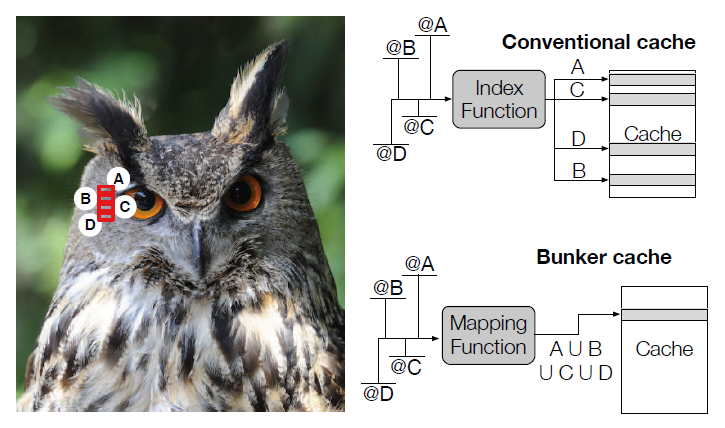 A
B
C
D
Conventional cache
@A
@B
@C
@D
Index
Function
A
C
D
B
Cache
Bunker cache
@A
@B
@C
@D
Mapping
Function
A U B
U C U D
Cache